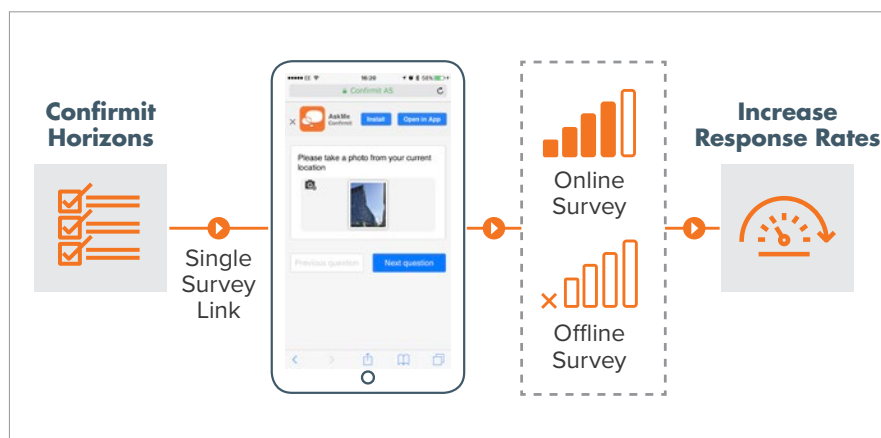 Confirmit
Horizons
Single
Survey
Link
16:20
50%
Confirmit AS
AskMe
Confirmit
Install
Open in App
Please take a photo from your current
location
Previous question
Next question
Online
Survey
Offline
Survey
Increase
Response Rates